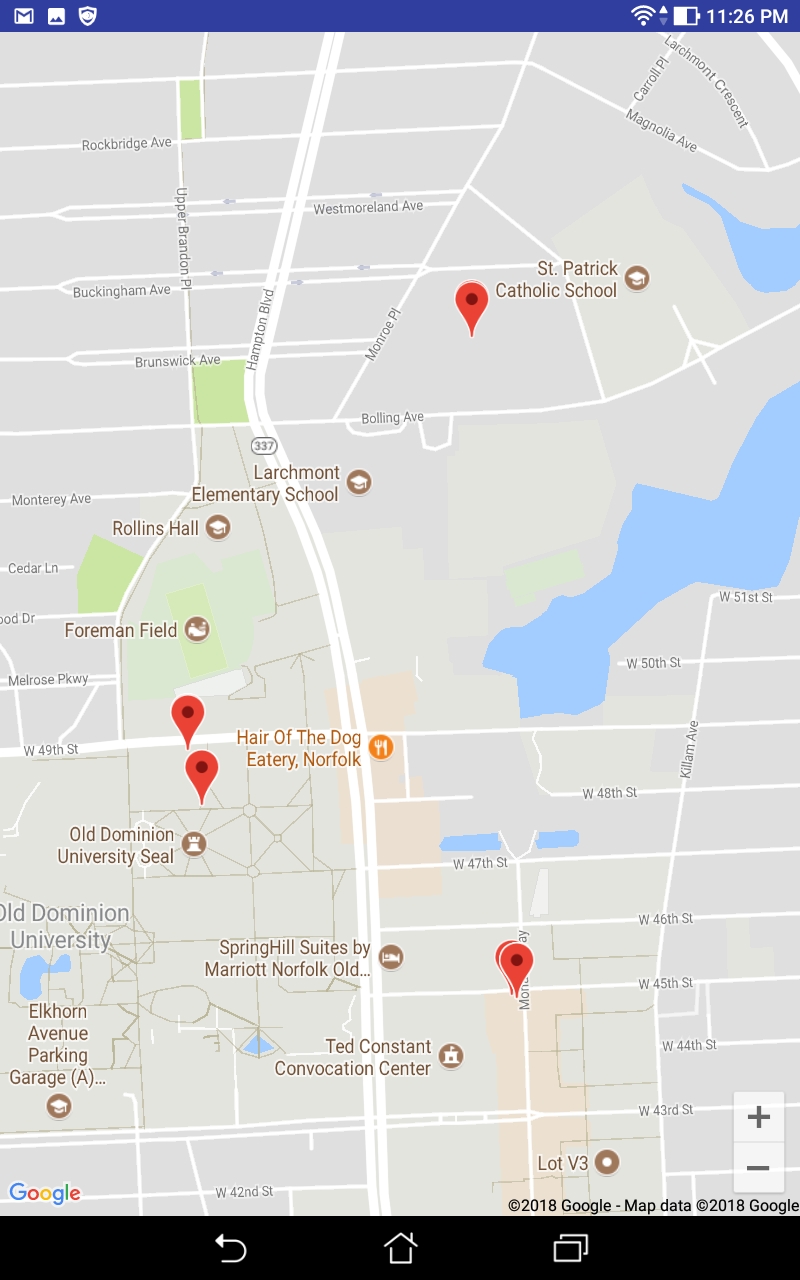 11:26 PM
Larchmont Crescent
Carroll Pl
Magnolia Ave
Rockbridge Ave
Upper Brandon Pl
Westmoreland Ave
St. Patrick
Catholic School
Buckingham Ave
Hampton Blvd
Monroe Pl
Brunswick Ave
Bolling Ave
337
Larchmont
Elementary School
Monterey Ave
Rollins Hall
Cedar Ln
W 51st St
ood Dr
Foreman Field
W 50th St
Melrose Pkwy
W 49th St
Hair Of The Dog
Eatery, Norfolk
Killam Ave
W 48th St
Old Dominion
University Seal
W 47th St
Old Dominion
University
W 46th St
SpringHill Suites by
Marriott Norfolk Old...
W 45th St
Elkhorn
Avenue
Parking
Garage (A)...
Ted Constant
Convocation Center
W 44th St
W 43rd St
+
−
Lot V3
Google
W 42nd St
©2018 Google - Map data ©2018 Google